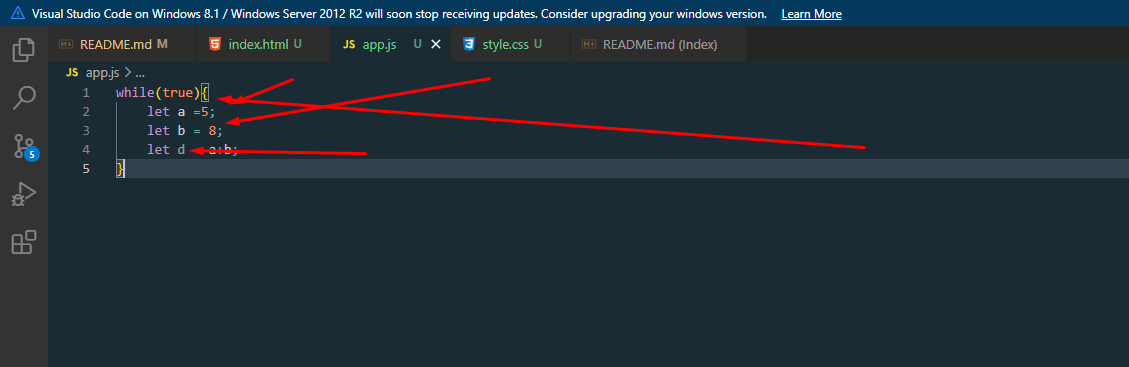 Visual Studio Code on Windows 8.1 / Windows Server 2012 R2 will soon stop receiving updates. Consider upgrading your windows version. Learn More
README.md M index.html U JS app.js U style.css U README.md (Index)
JS app.js > ...
1 while(true){
2 let a =5;
3 let b = 8;
4 let d a+b;
5 }
5